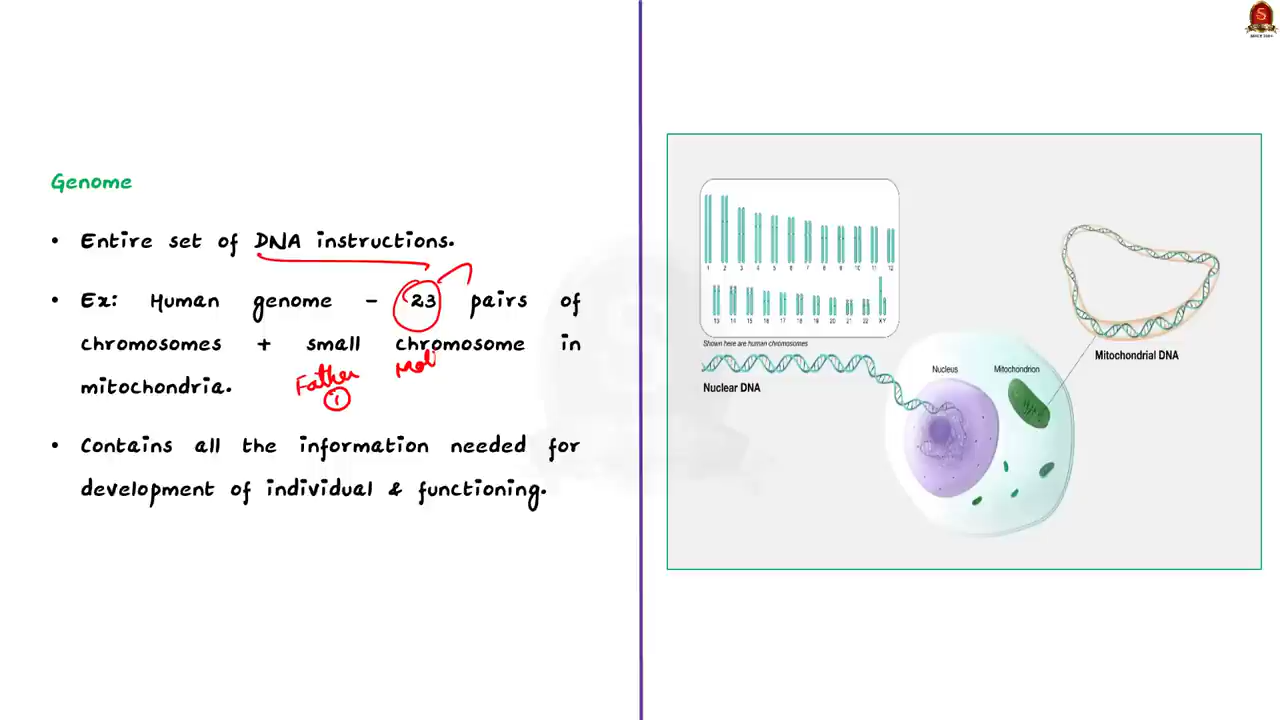 Genome
• Entire set of DNA instructions.
• Ex: Human genome - 23 pairs of
chromosomes + small chromosome in
mitochondria.
Father
1
• Contains all the information needed for
development of individual & functioning.
S
1 2 3 4 5 6 7 8 9 10 11 12
13 14 15 16 17 18 19 20 21 22 XY
Shown here are human chromosomes
Nuclear DNA
Nucleus
Mitochondrion
Mitochondrial DNA